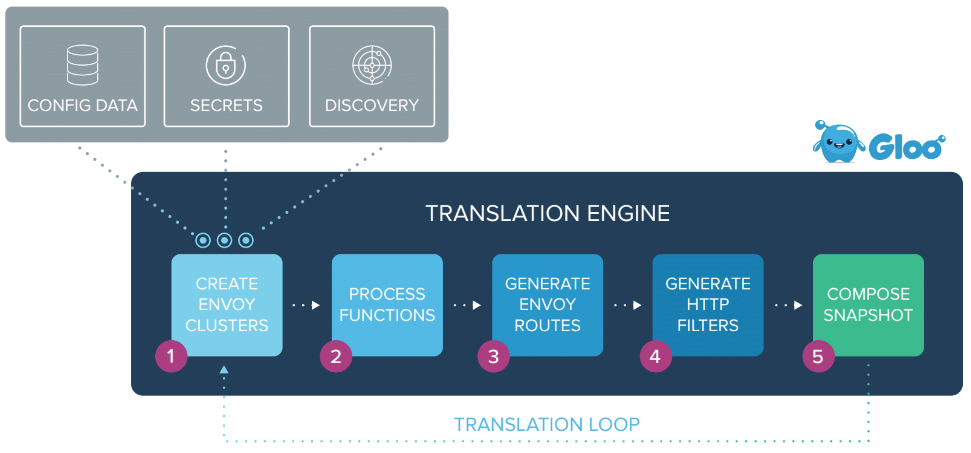 CONFIG DATA
SECRETS
DISCOVERY
Gloo
TRANSLATION ENGINE
CREATE
ENVOY
CLUSTERS
1
PROCESS
FUNCTIONS
2
GENERATE
ENVOY
ROUTES
3
GENERATE
HTTP
FILTERS
4
COMPOSE
SNAPSHOT
5
TRANSLATION LOOP